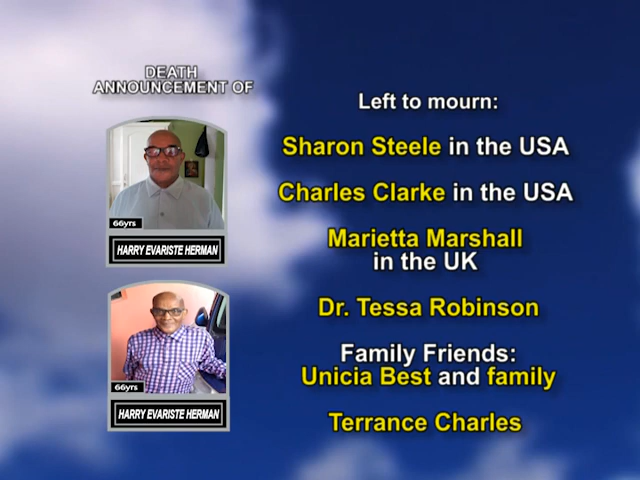 DEATH
ANNOUNCEMENT OF
66yrs
HARRY EVARISTE HERMAN
66yrs
HARRY EVARISTE HERMAN
Left to mourn:
Sharon Steele in the USA
Charles Clarke in the USA
Marietta Marshall
in the UK
Dr. Tessa Robinson
Family Friends:
Unicia Best and family
Terrance Charles